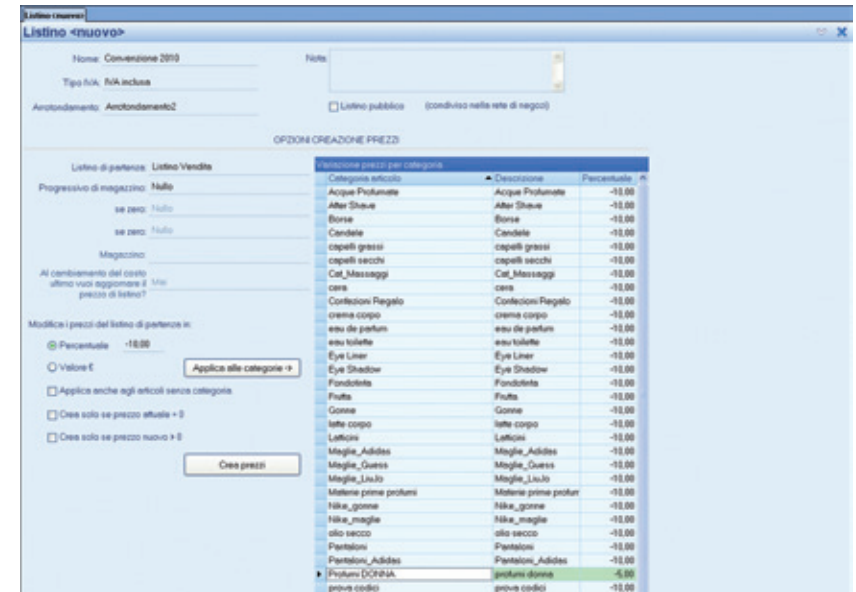 Listino <nuovo>
Listino <nuovo>
Nome: Convenzione 2010
Note:
Tipo IVA: IVA inclusa
Arrotondamento: Arrotondamento2
Listino pubblico (condiviso nella rete di negozi)
OPZIONI CREAZIONE PREZZI
Listino di partenza: Listino Vendita
Progressivo di magazzino: Nullo
se zero: Nullo
se zero: Nullo
Magazzino:
Al cambiamento del costo
ultimo vuoi aggiornare il
prezzo di listino? Mai
Modifica i prezzi del listino di partenza in:
Percentuale -10,00
Valore € Applica alle categorie ->
Applica anche agli articoli senza categoria
Crea solo se prezzo attuale = 0
Crea solo se prezzo nuovo > 0
Crea prezzi
Variazione prezzi per categoria
Categoria articolo Descrizione Percentuale
Acque Profumate Acque Profumate -10,00
After Shave After Shave -10,00
Borse Borse -10,00
Candele Candele -10,00
capelli grassi capelli grassi -10,00
capelli secchi capelli secchi -10,00
Cat_Massaggi Cat_Massaggi -10,00
cera cera -10,00
Confezioni Regalo Confezioni Regalo -10,00
crema corpo crema corpo -10,00
eau de parfum eau de parfum -10,00
eau toilette eau toilette -10,00
Eye Liner Eye Liner -10,00
Eye Shadow Eye Shadow -10,00
Fondotinta Fondotinta -10,00
Frutta Frutta -10,00
Gonne Gonne -10,00
latte corpo latte corpo -10,00
Latticini Latticini -10,00
Maglie_Adidas Maglie_Adidas -10,00
Maglie_Guess Maglie_Guess -10,00
Maglie_LiuJo Maglie_LiuJo -10,00
Materie prime profumi Materie prime profum -10,00
Nike_gonne Nike_gonne -10,00
Nike_maglie Nike_maglie -10,00
olio secco olio secco -10,00
Pantaloni Pantaloni -10,00
Pantaloni_Adidas Pantaloni_Adidas -10,00
Profumi DONNA profumi donna -5,00
prova codici prova codici -10,00